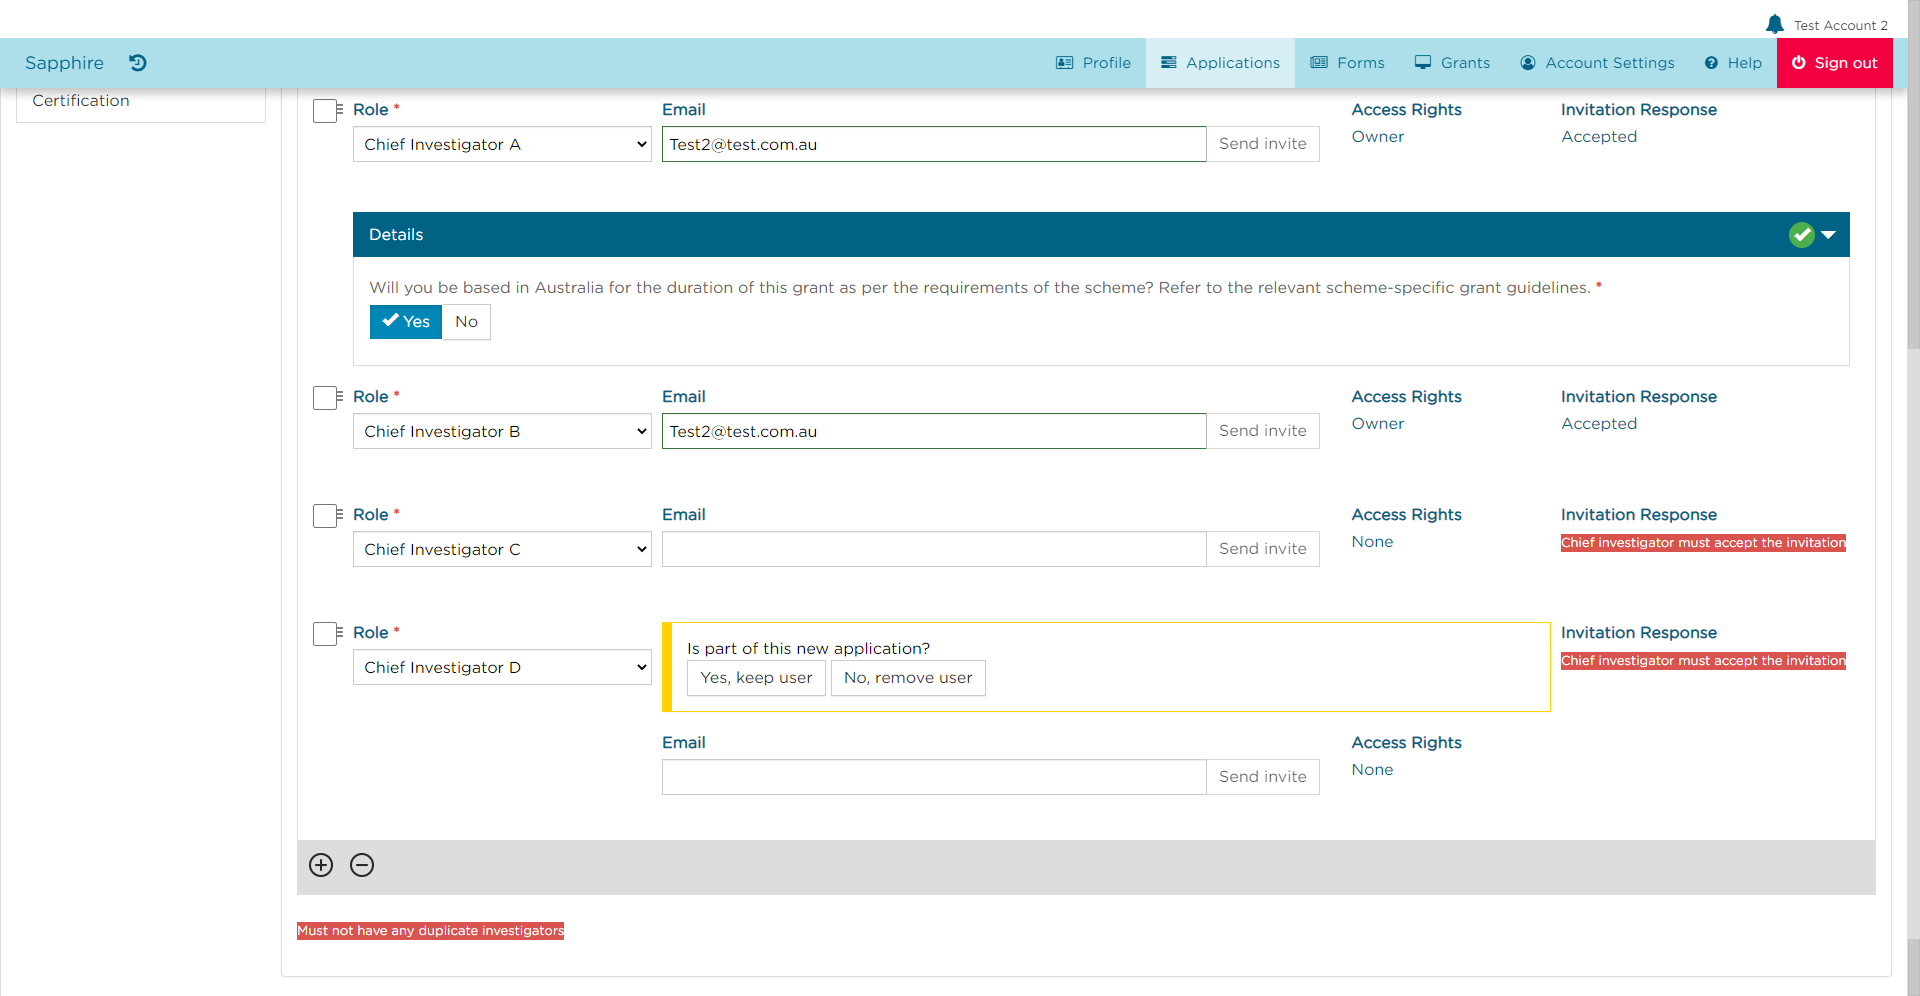 Test Account 2
Sapphire
Profile
Applications
Forms
Grants
Account Settings
Help
Sign out
Certification
Role *
Email
Access Rights
Invitation Response
Chief Investigator A
Test2@test.com.au
Send invite
Owner
Accepted
Details
Will you be based in Australia for the duration of this grant as per the requirements of the scheme? Refer to the relevant scheme-specific grant guidelines. *
Yes
No
Role *
Email
Access Rights
Invitation Response
Chief Investigator B
Test2@test.com.au
Send invite
Owner
Accepted
Role *
Email
Access Rights
Invitation Response
Chief Investigator C
Send invite
None
Chief investigator must accept the invitation
Role *
Chief Investigator D
Is part of this new application?
Yes, keep user
No, remove user
Invitation Response
Chief investigator must accept the invitation
Email
Access Rights
Send invite
None
Must not have any duplicate investigators